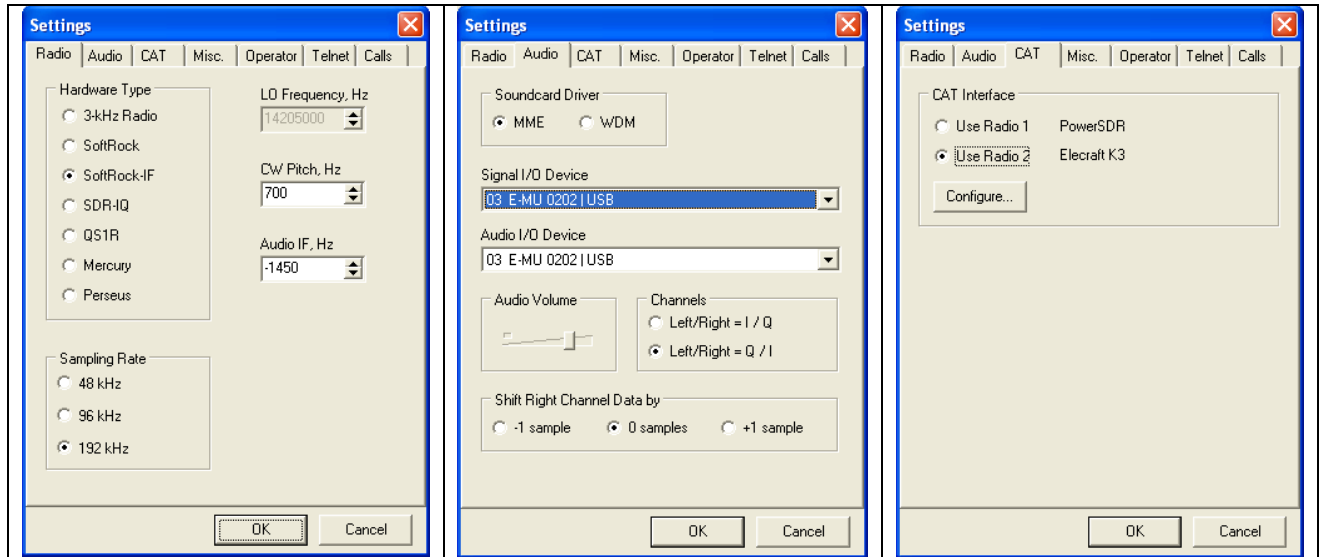 Settings
Radio Audio CAT Misc. Operator Telnet Calls
Hardware Type
3-kHz Radio
SoftRock
SoftRock-IF
SDR-IQ
QS1R
Mercury
Perseus
LO Frequency, Hz
14205000
CW Pitch, Hz
700
Audio IF, Hz
-1450
Sampling Rate
48 kHz
96 kHz
192 kHz
OK Cancel
Settings
Radio Audio CAT Misc. Operator Telnet Calls
Soundcard Driver
MME WDM
Signal I/O Device
03 E-MU 0202 | USB
Audio I/O Device
03 E-MU 0202 | USB
Audio Volume
Channels
Left/Right = I / Q
Left/Right = Q / I
Shift Right Channel Data by
-1 sample 0 samples +1 sample
OK Cancel
Settings
Radio Audio CAT Misc. Operator Telnet Calls
CAT Interface
Use Radio 1 PowerSDR
Use Radio 2 Elecraft K3
Configure...
OK Cancel